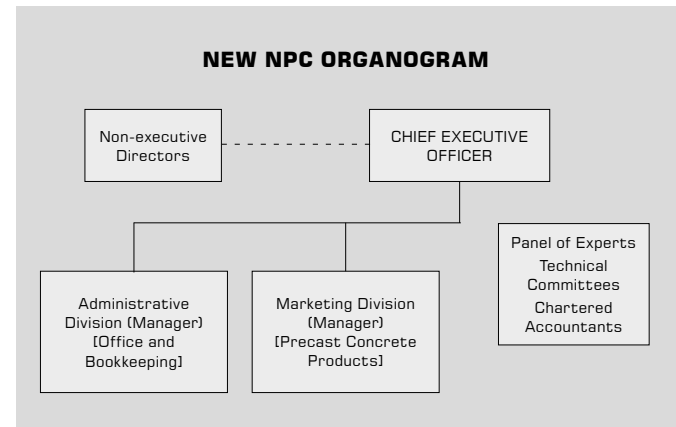 NEW NPC ORGANOGRAM
Non-executive
Directors
CHIEF EXECUTIVE
OFFICER
Panel of Experts
Technical
Committees
Chartered
Accountants
Administrative
Division (Manager)
[Office and
Bookkeeping]
Marketing Division
(Manager)
[Precast Concrete
Products]